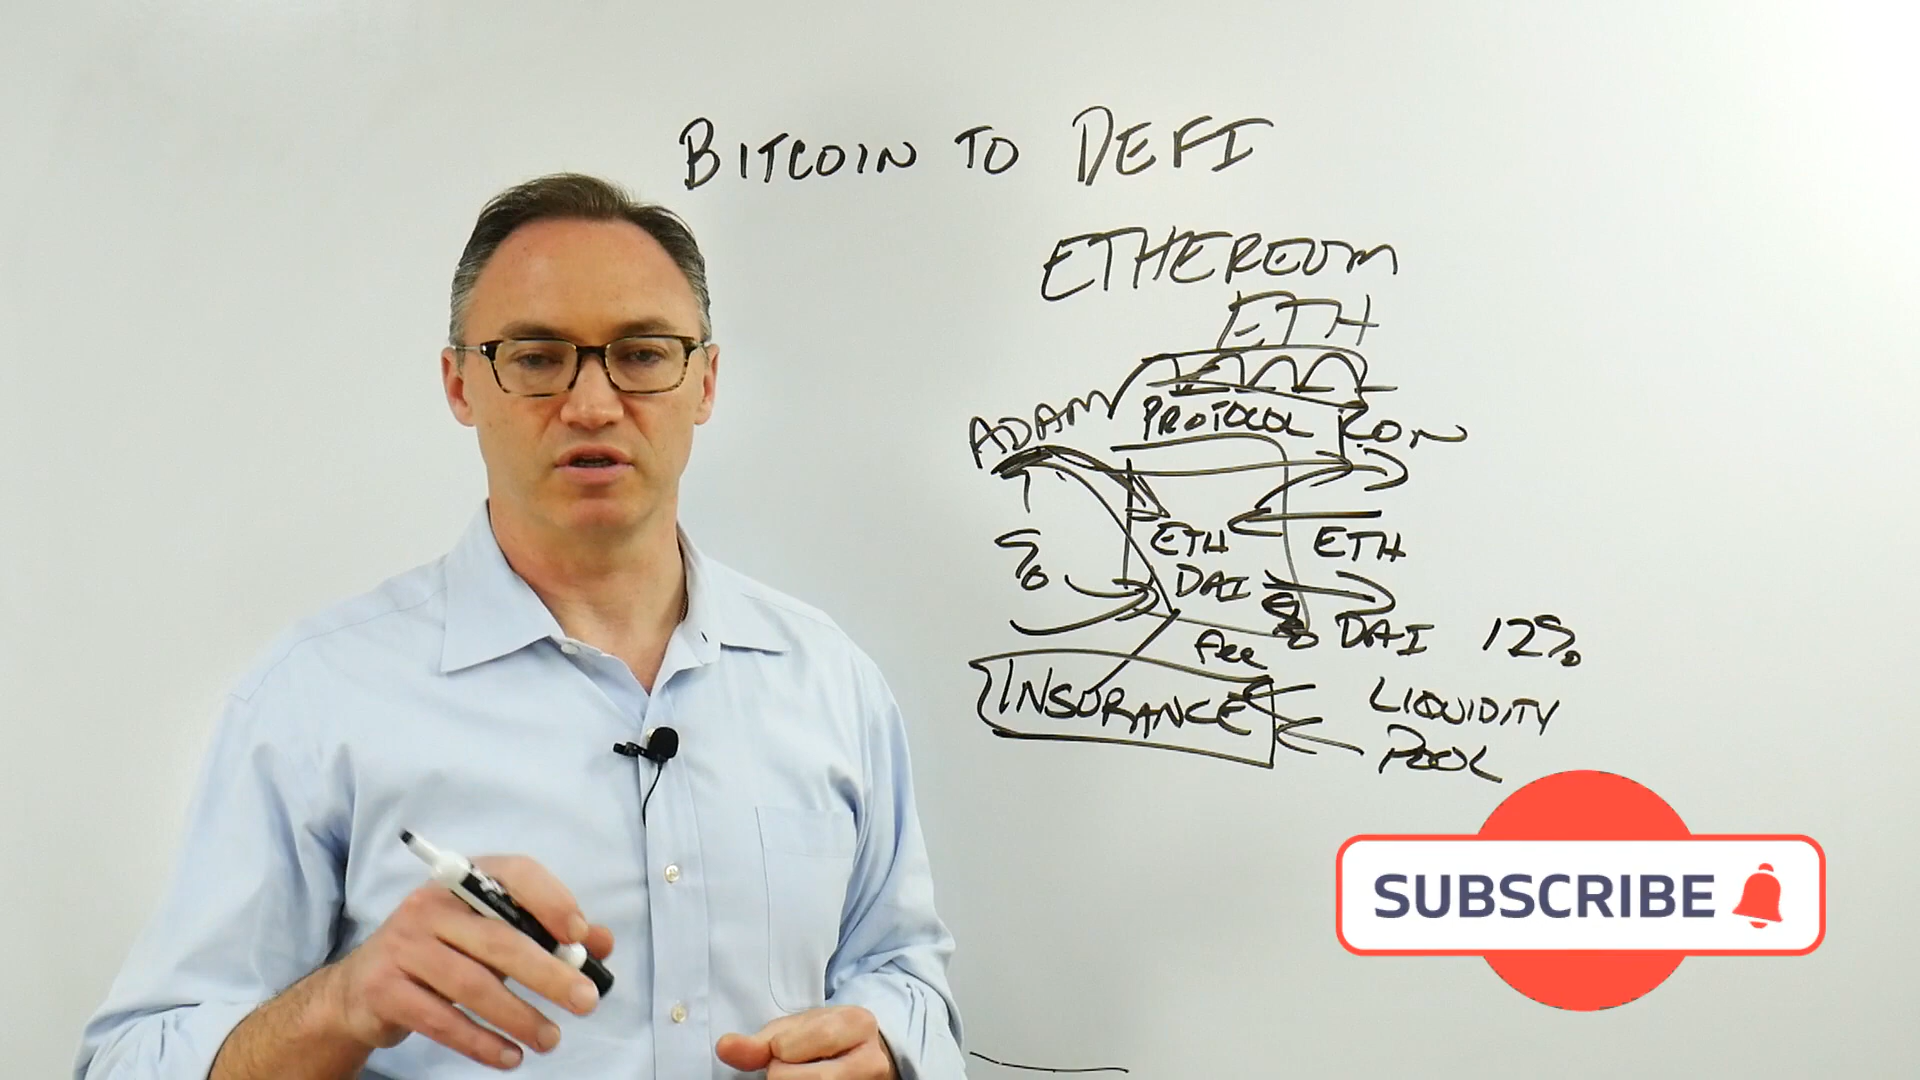 BITCOIN TO DEFI
ETHEREUM
ETH
ADAM PROTOCOL RON
ETH ETH
%
DAI
DAI 12%
fee
INSURANCE
LIQUIDITY
POOL
SUBSCRIBE